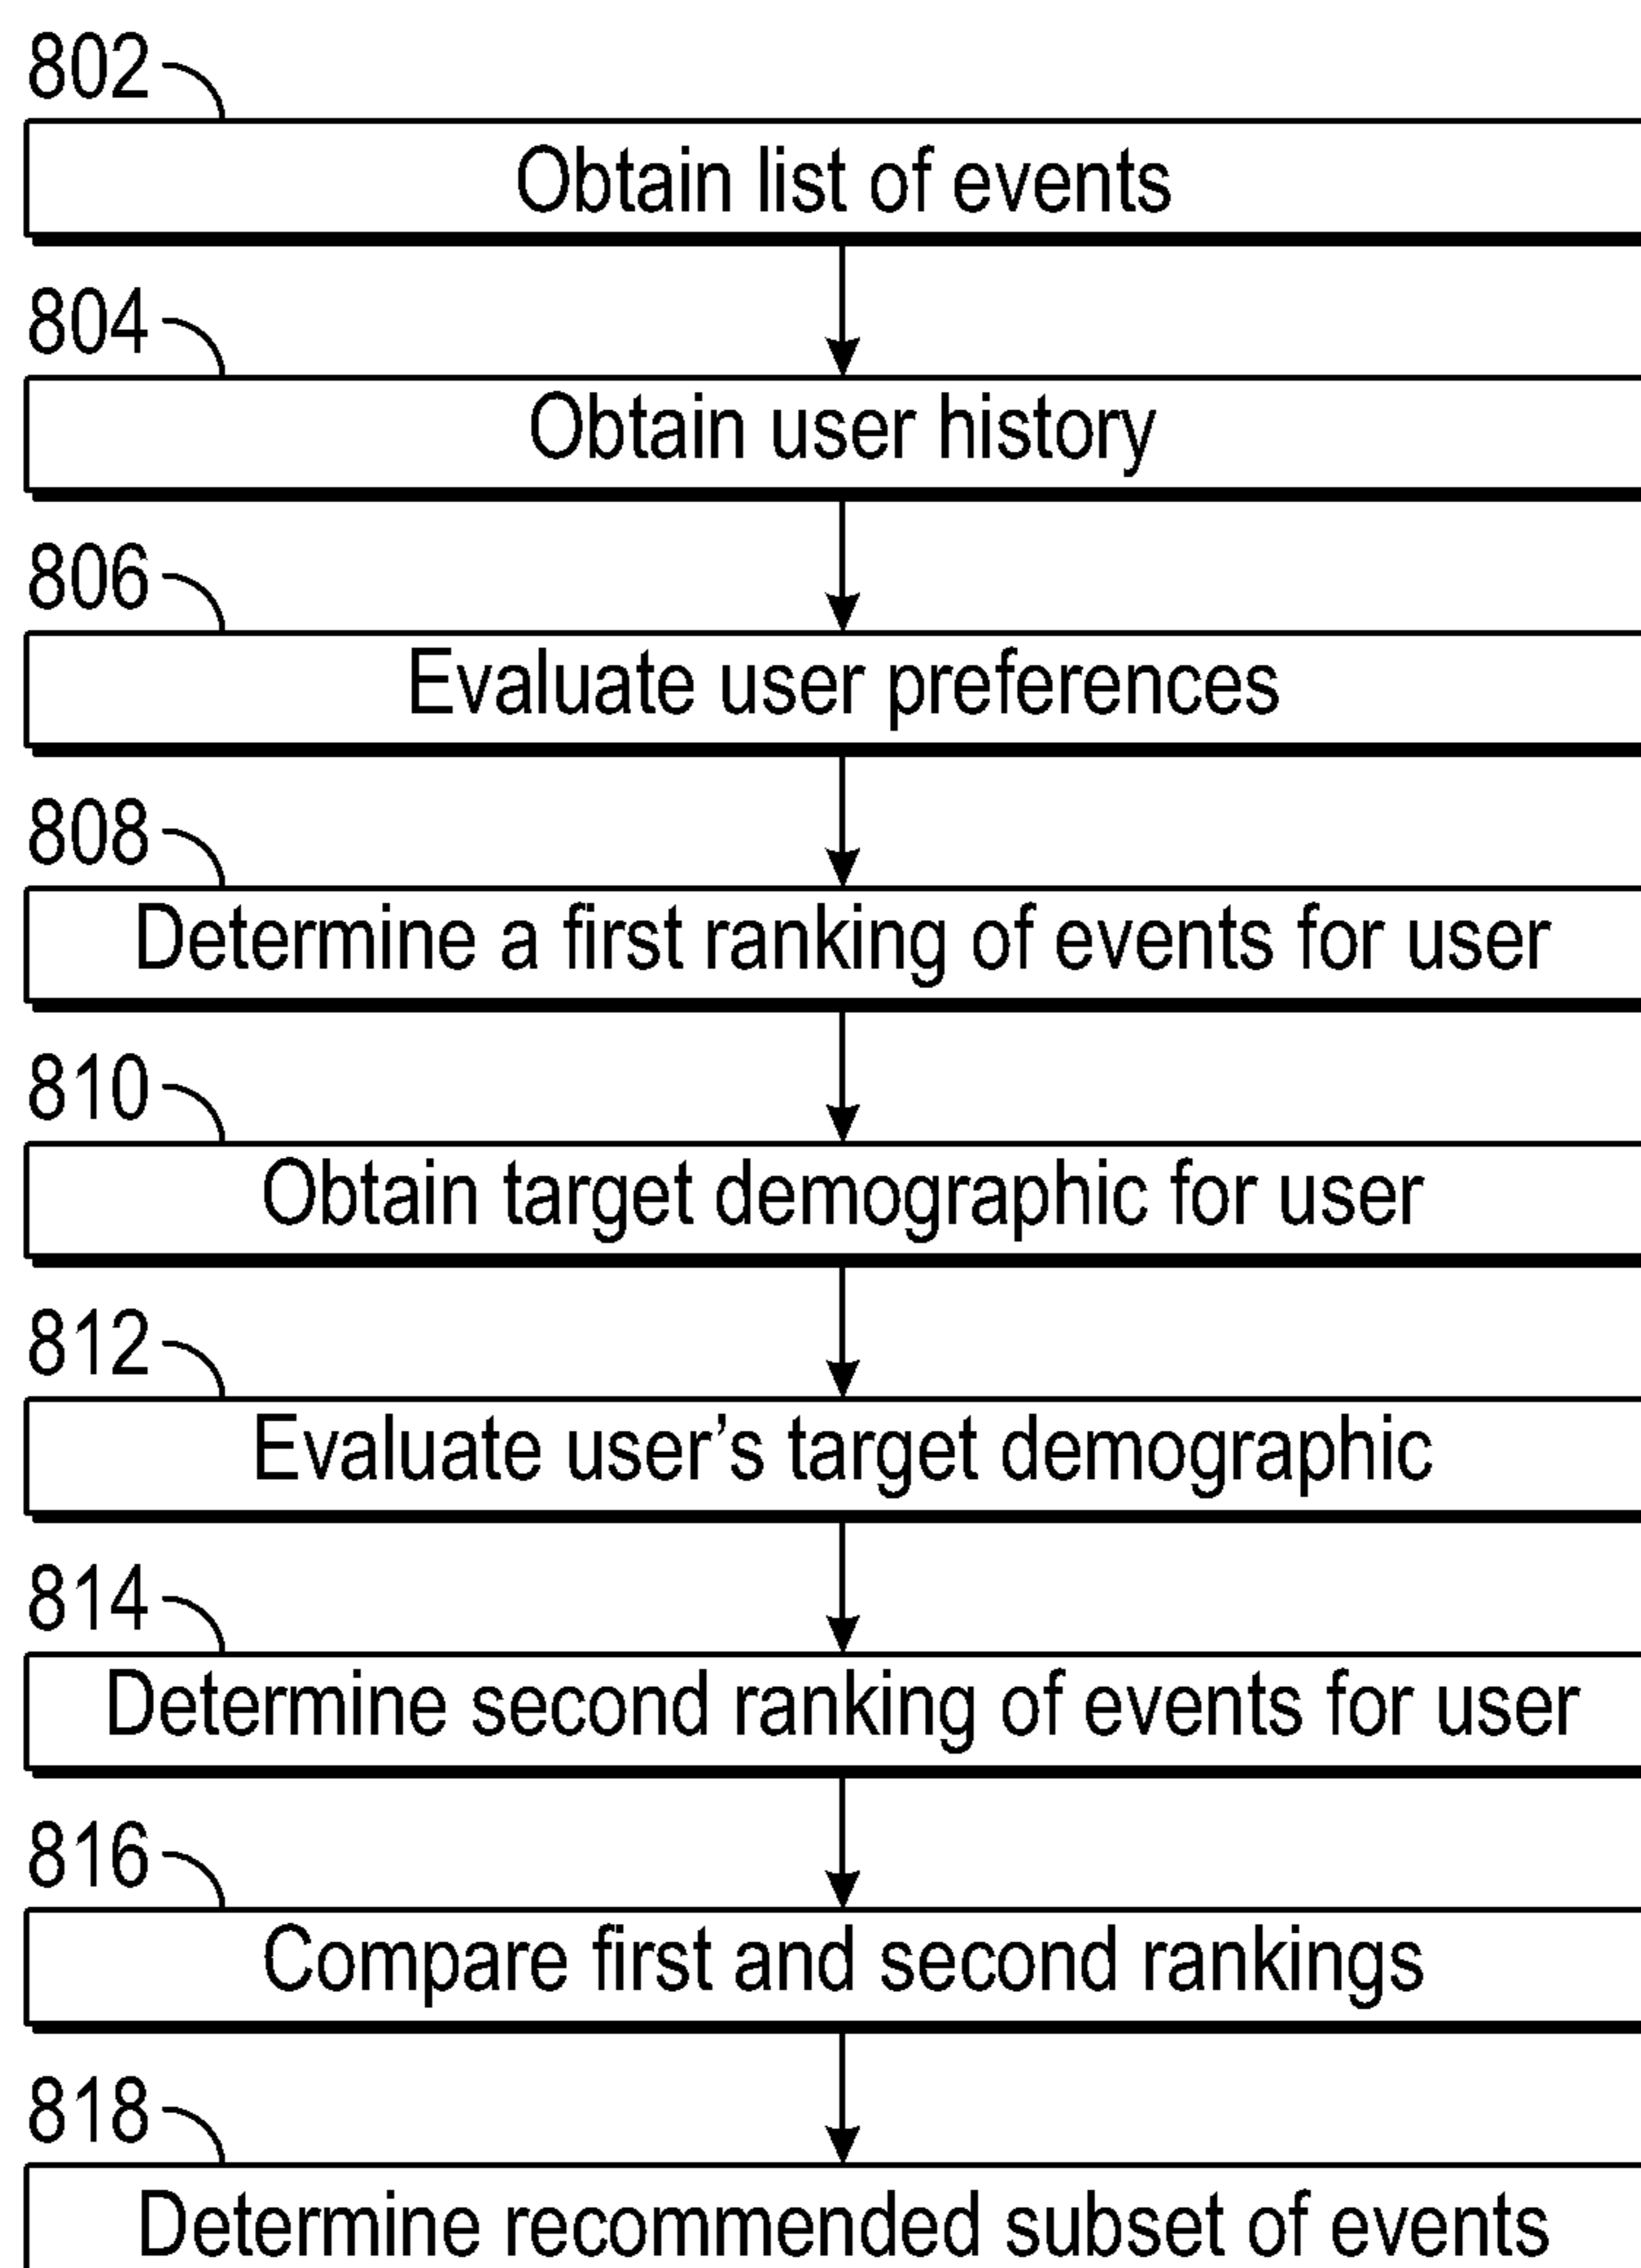 802
Obtain list of events
804
Obtain user history
806
Evaluate user preferences
808
Determine a first ranking of events for user
810
Obtain target demographic for user
812
Evaluate user’s target demographic
814
Determine second ranking of events for user
816
Compare first and second rankings
818
Determine recommended subset of events